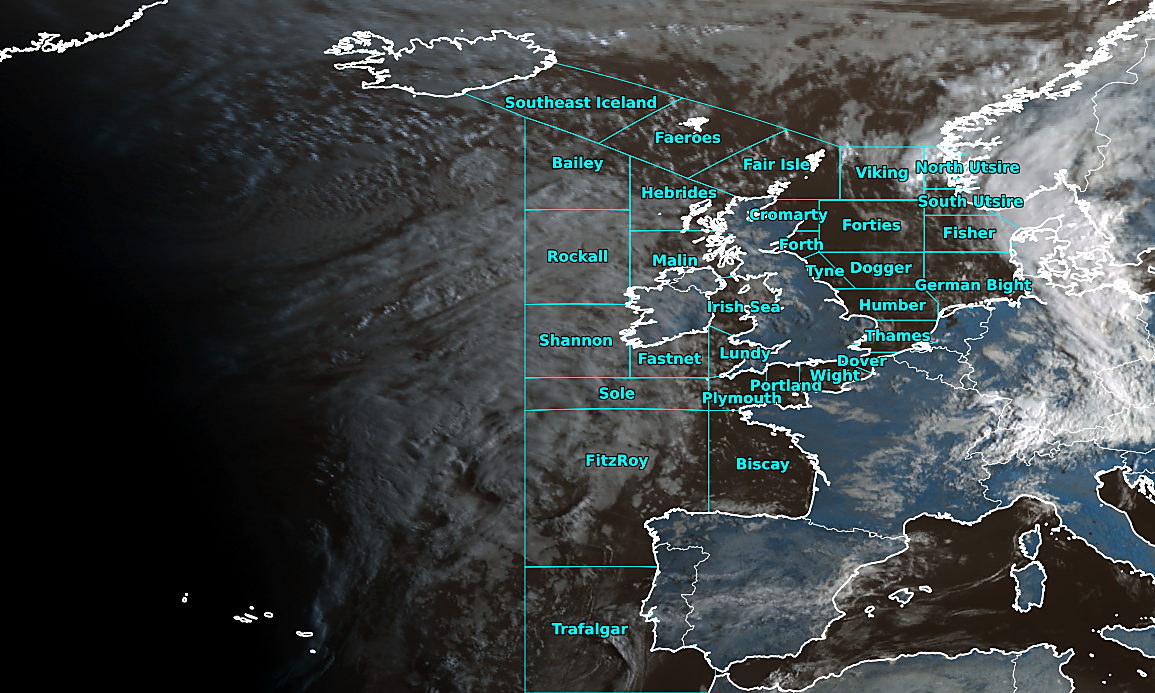 Southeast Iceland
Faeroes
Bailey
Fair Isle
Viking
North Utsire
Hebrides
South Utsire
Cromarty
Forties
Fisher
Forth
Rockall
Malin
Tyne
Dogger
German Bight
Irish Sea
Humber
Shannon
Thames
Fastnet
Lundy
Dover
Wight
Portland
Sole
Plymouth
FitzRoy
Biscay
Trafalgar